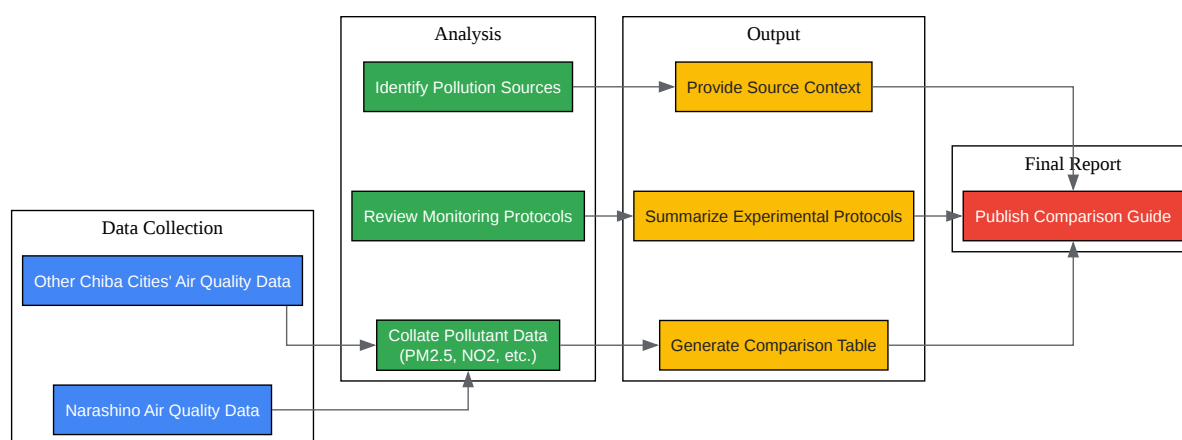 Analysis
Identify Pollution Sources
Review Monitoring Protocols
Collate Pollutant Data
(PM2.5, NO2, etc.)
Output
Provide Source Context
Summarize Experimental Protocols
Generate Comparison Table
Final Report
Publish Comparison Guide
Data Collection
Other Chiba Cities' Air Quality Data
Narashino Air Quality Data